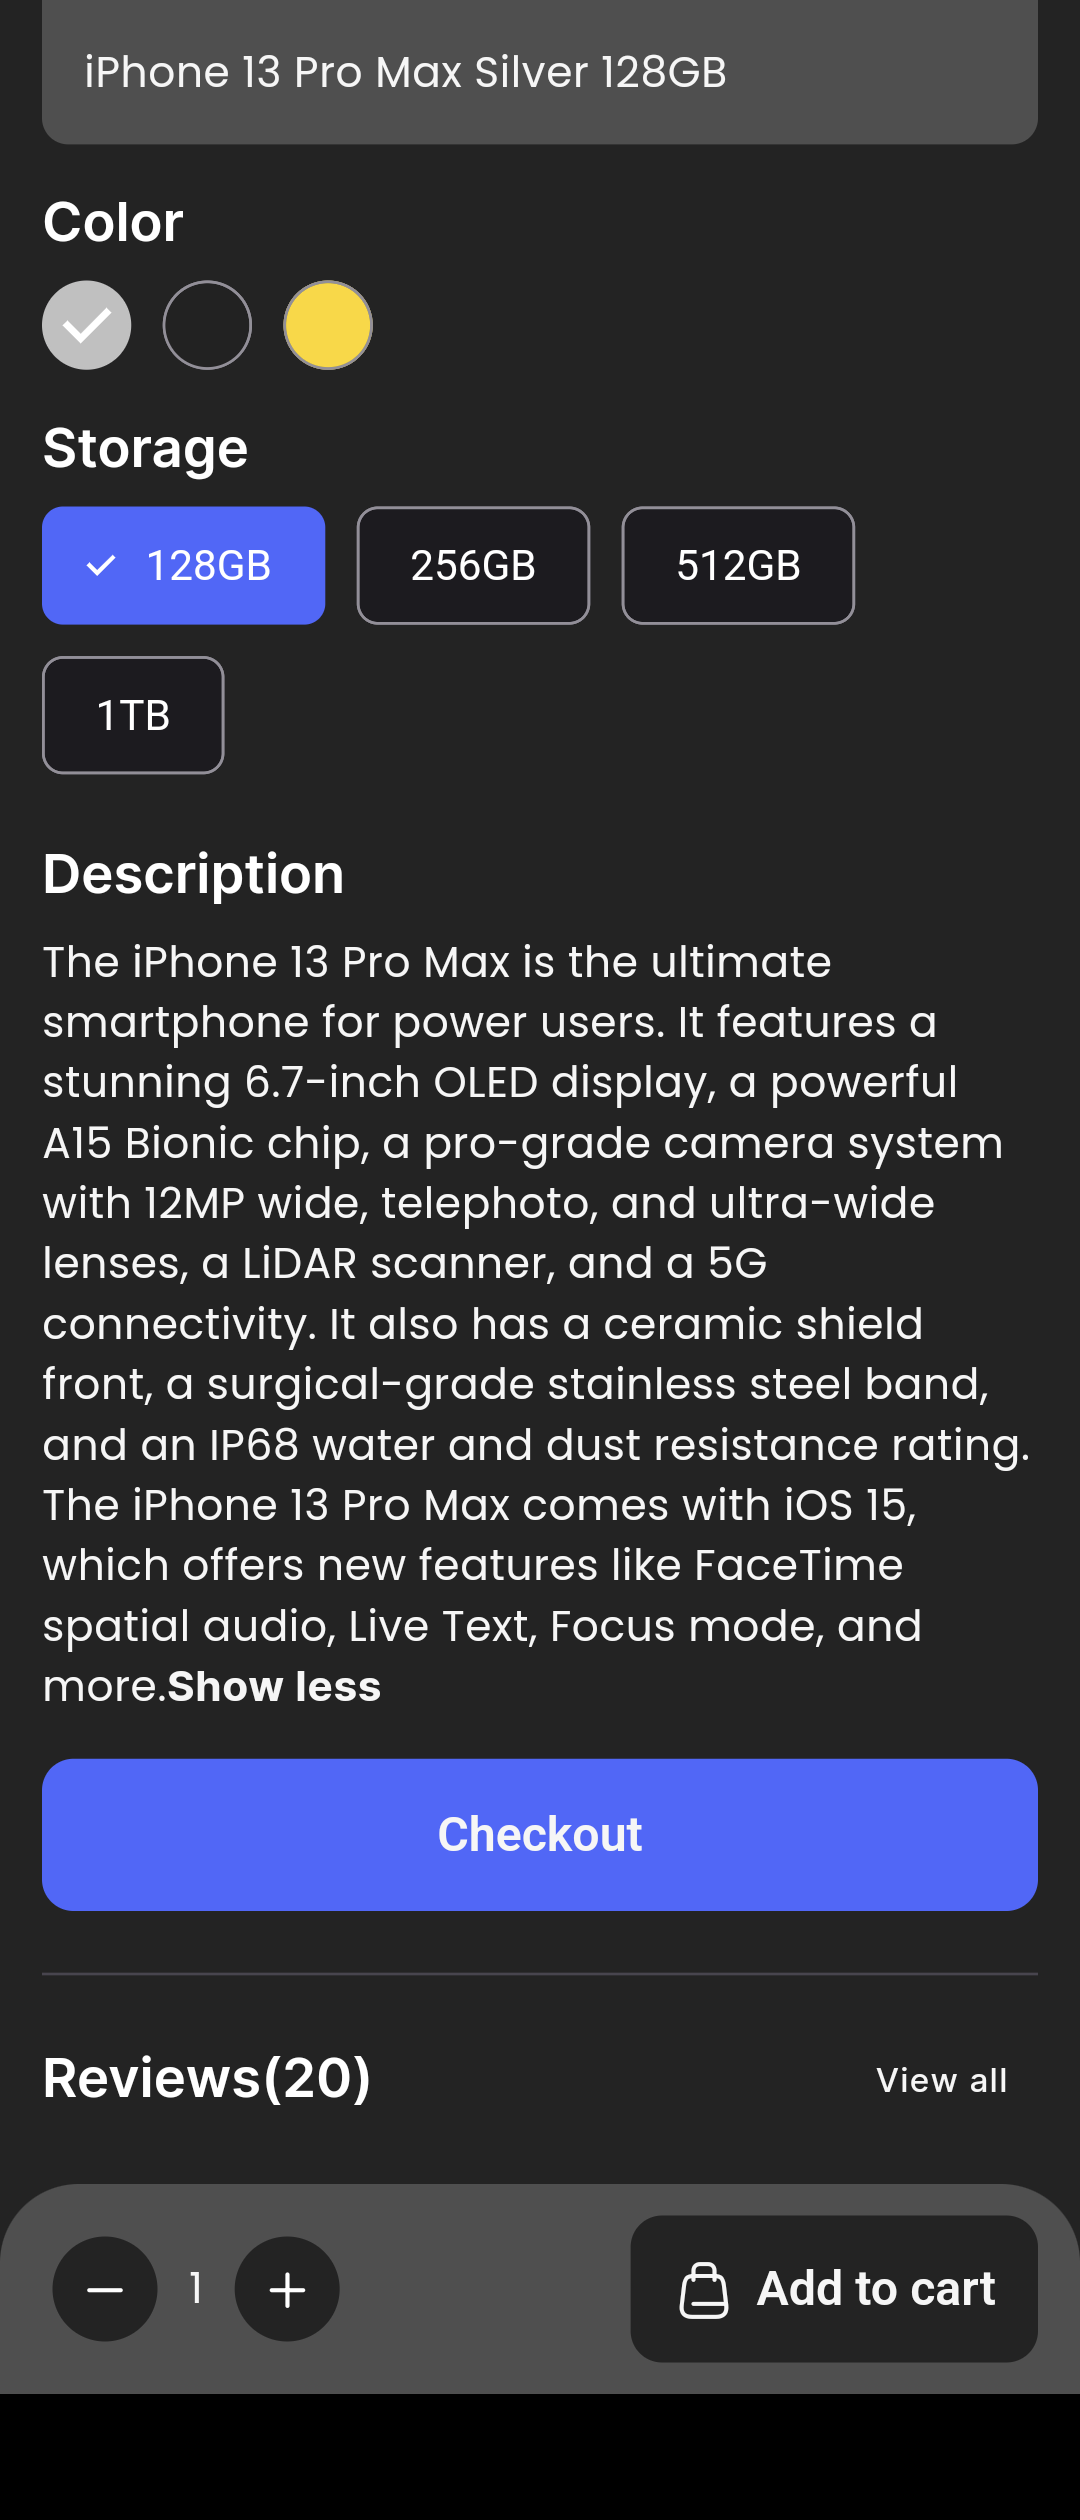 iPhone 13 Pro Max Silver 128GB
Color
Storage
128GB
256GB
512GB
1TB
Description
The iPhone 13 Pro Max is the ultimate
smartphone for power users. It features a
stunning 6.7-inch OLED display, a powerful
A15 Bionic chip, a pro-grade camera system
with 12MP wide, telephoto, and ultra-wide
lenses, a LiDAR scanner, and a 5G
connectivity. It also has a ceramic shield
front, a surgical-grade stainless steel band,
and an IP68 water and dust resistance rating.
The iPhone 13 Pro Max comes with iOS 15,
which offers new features like FaceTime
spatial audio, Live Text, Focus mode, and
more.Show less
Checkout
Reviews(20)
View all
1
Add to cart